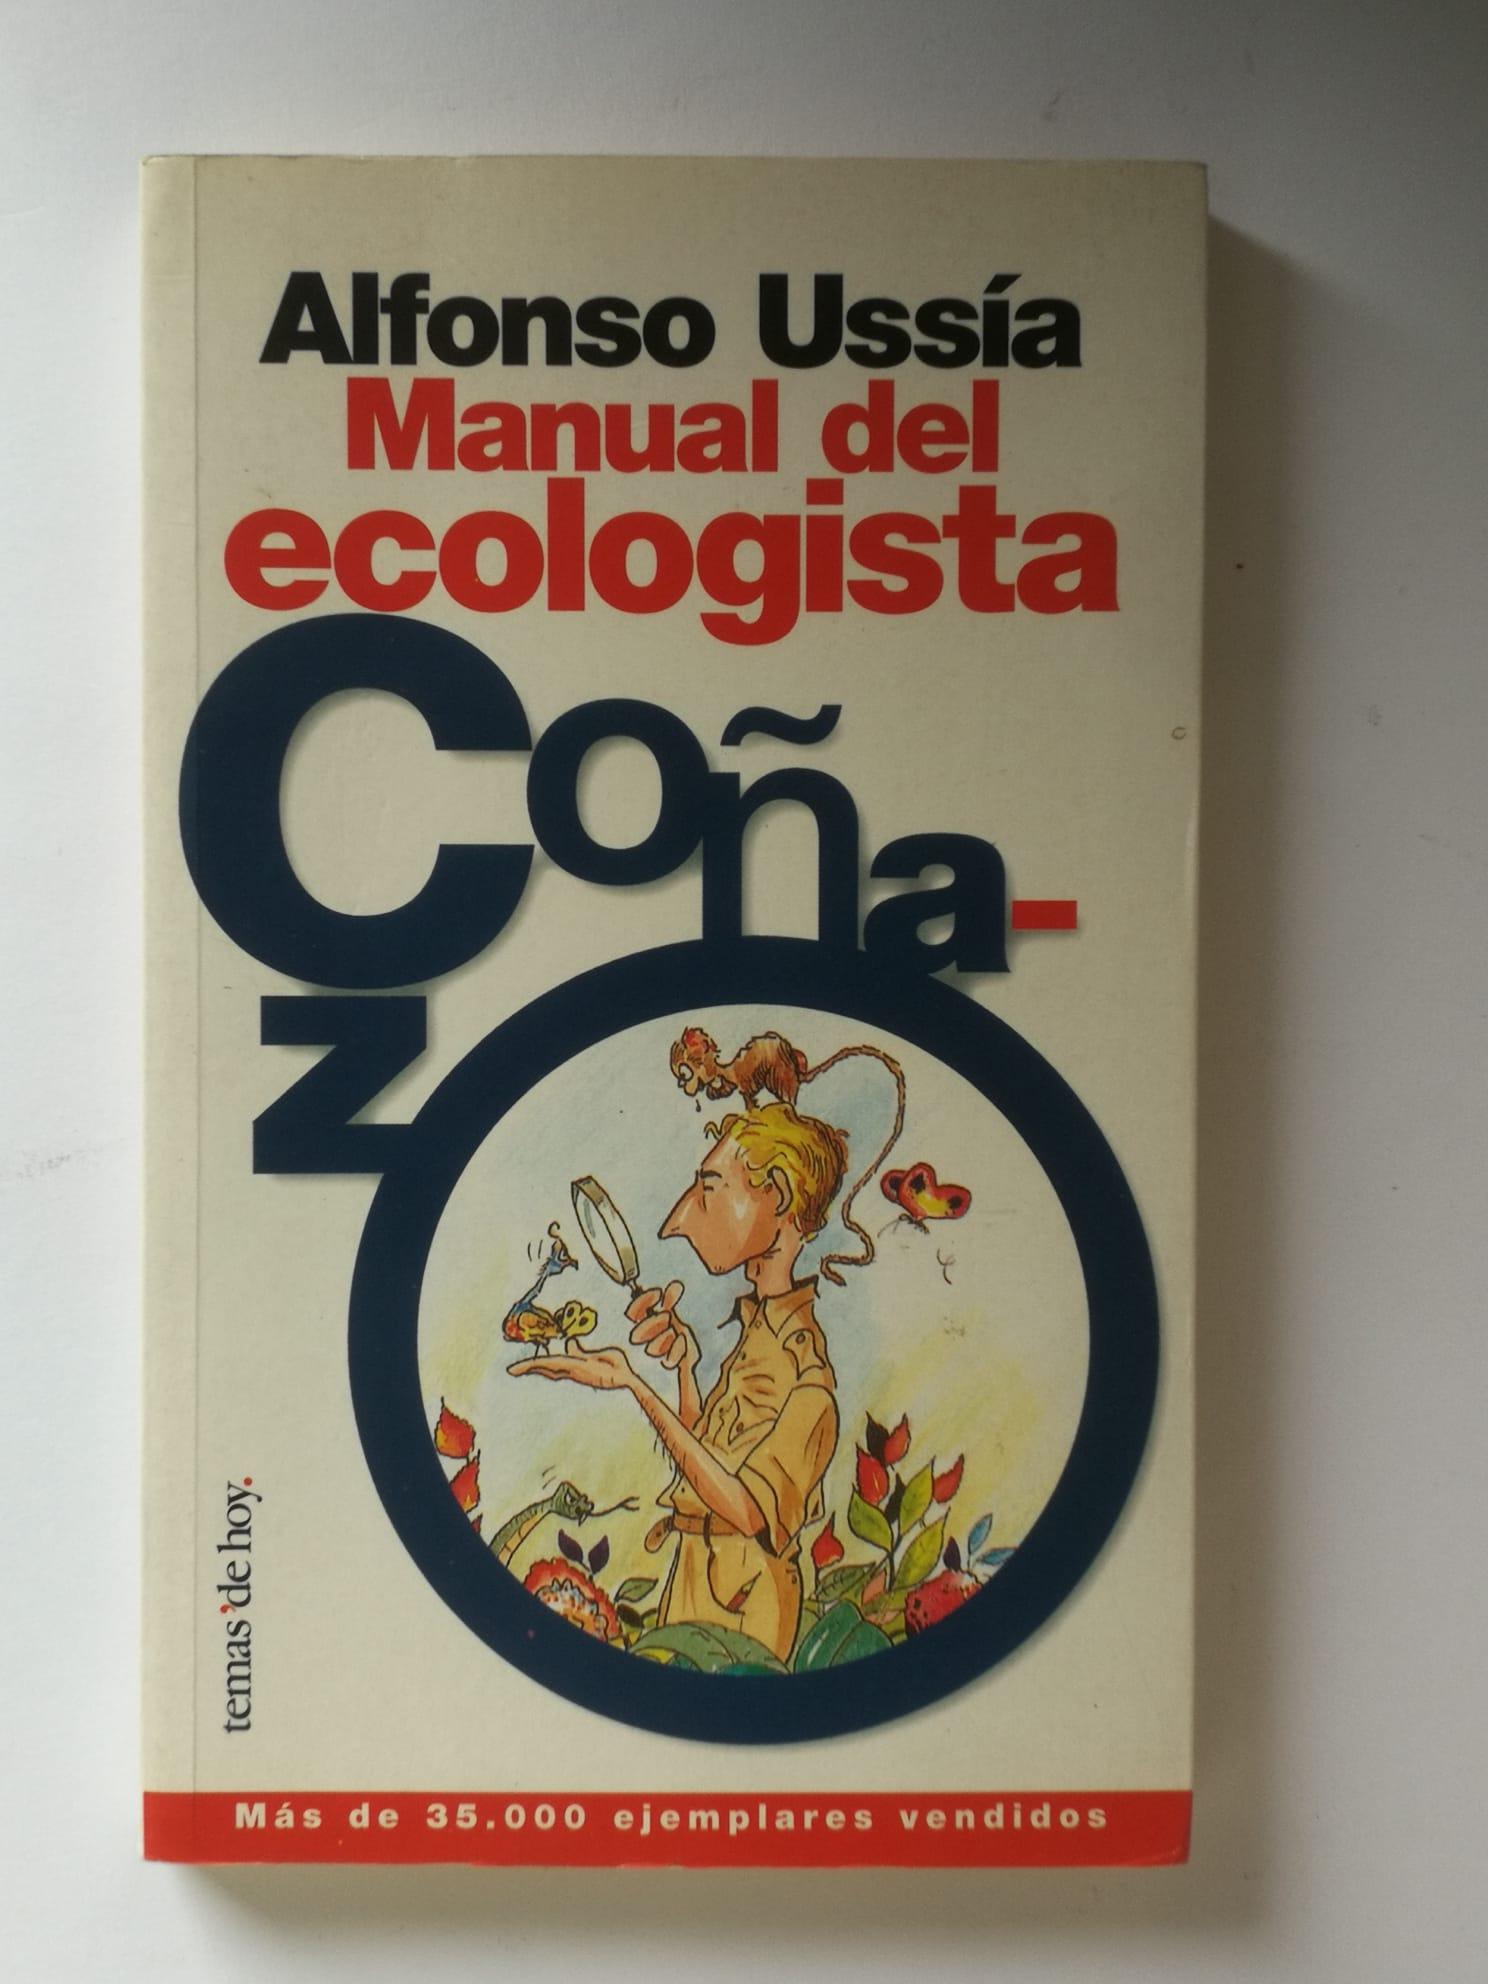 Alfonso Ussía
Manual del
ecologista
Coña-
zo
temas'de hoy.
Más de 35.000 ejemplares vendidos